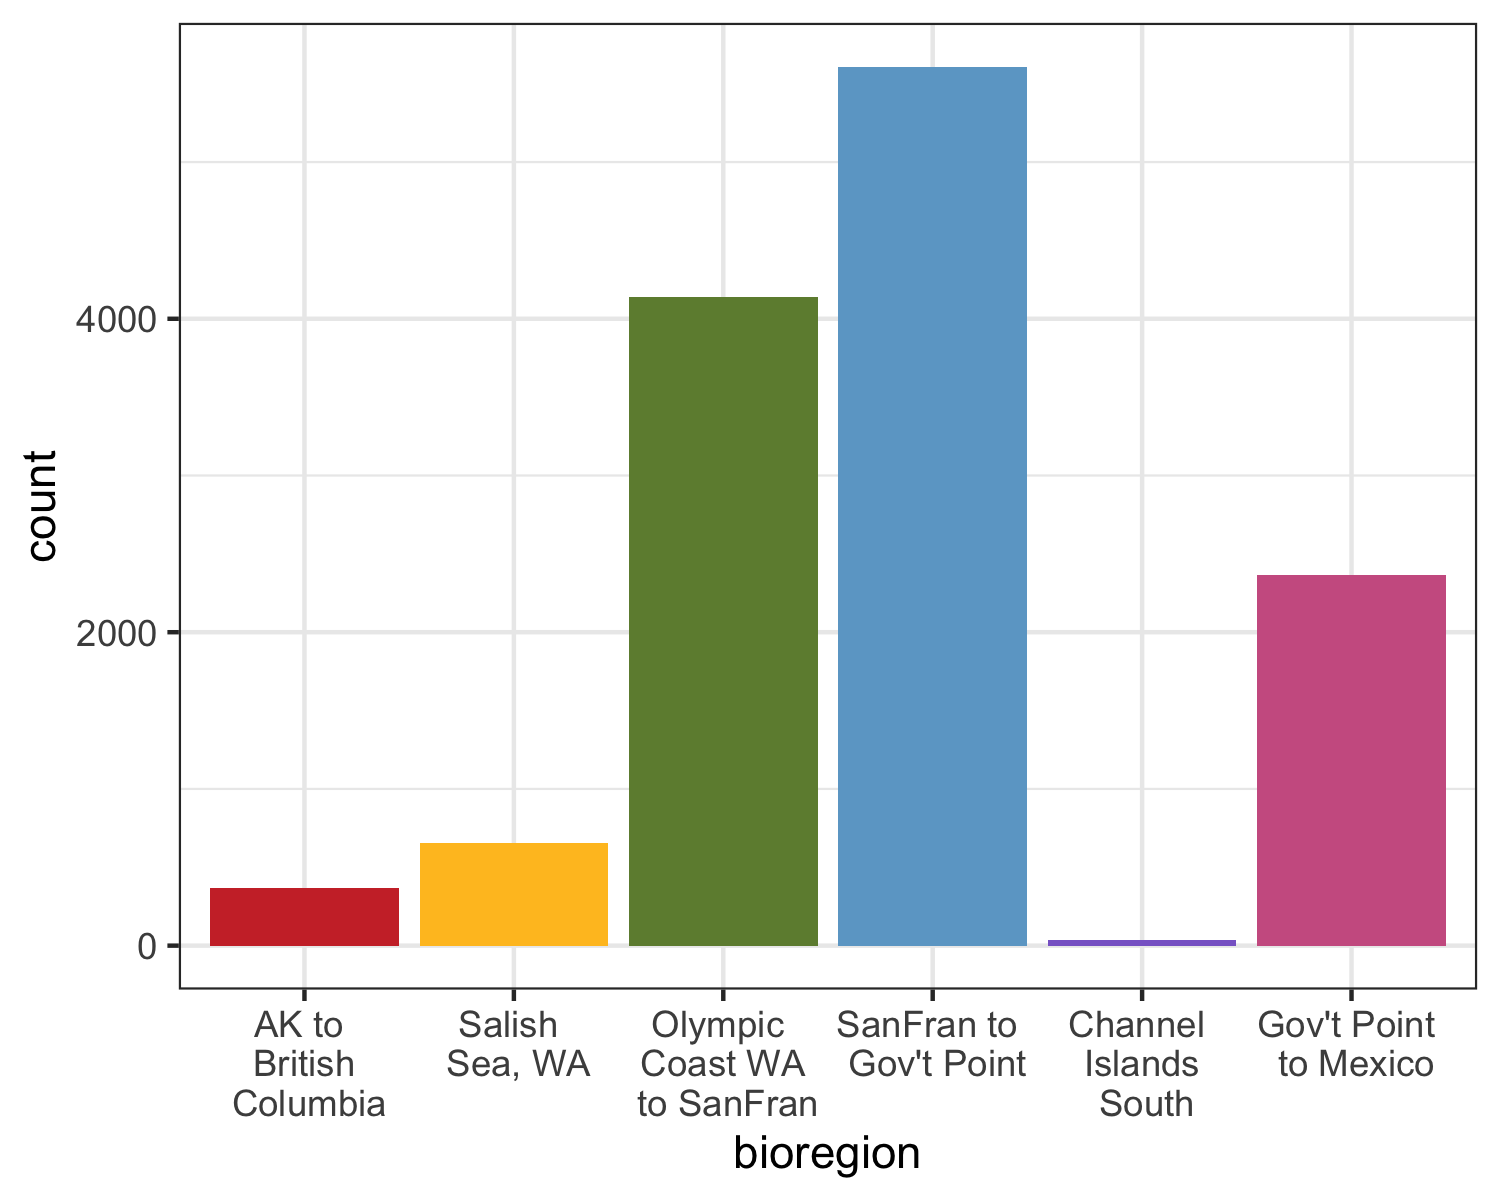 count
4000
2000
0
AK to
British
Columbia
Salish
Sea, WA
Olympic
Coast WA
to SanFran
SanFran to
Gov't Point
Channel
Islands
South
Gov't Point
to Mexico
bioregion